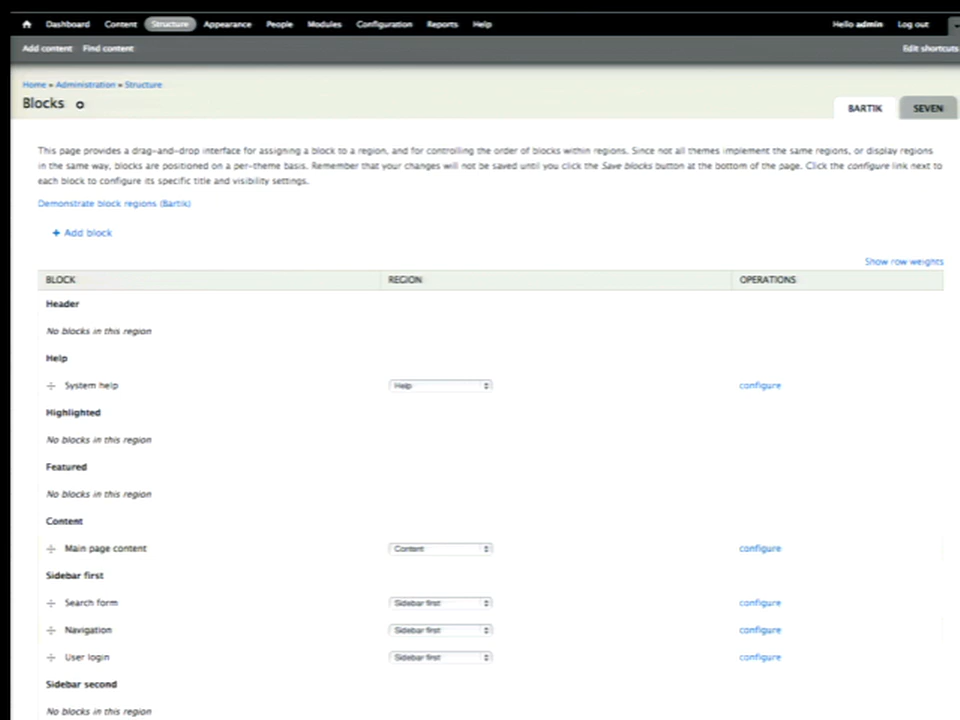 Dashboard Content Structure Appearance People Modules Configuration Reports Help Hello admin Log out
Add content Find content Edit shortcuts
Home » Administration » Structure
Blocks
BARTIK SEVEN
This page provides a drag-and-drop interface for assigning a block to a region, and for controlling the order of blocks within regions. Since not all themes implement the same regions, or display regions
in the same way, blocks are positioned on a per-theme basis. Remember that your changes will not be saved until you click the Save blocks button at the bottom of the page. Click the configure link next to
each block to configure its specific title and visibility settings.
Demonstrate block regions (Bartik)
+ Add block
Show row weights
BLOCK REGION OPERATIONS
Header
No blocks in this region
Help
System help Help configure
Highlighted
No blocks in this region
Featured
No blocks in this region
Content
Main page content Content configure
Sidebar first
Search form Sidebar first configure
Navigation Sidebar first configure
User login Sidebar first configure
Sidebar second
No blocks in this region